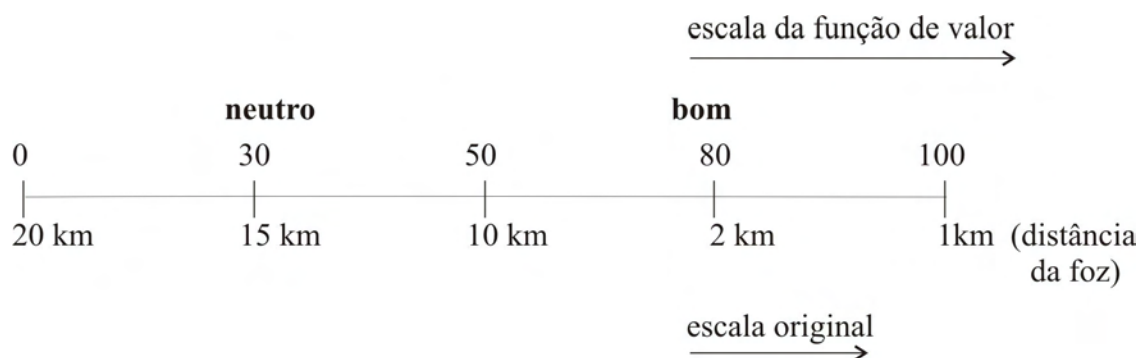 escala da função de valor
neutro bom
0 30 50 80 100
20 km 15 km 10 km 2 km 1km (distância
da foz)
escala original